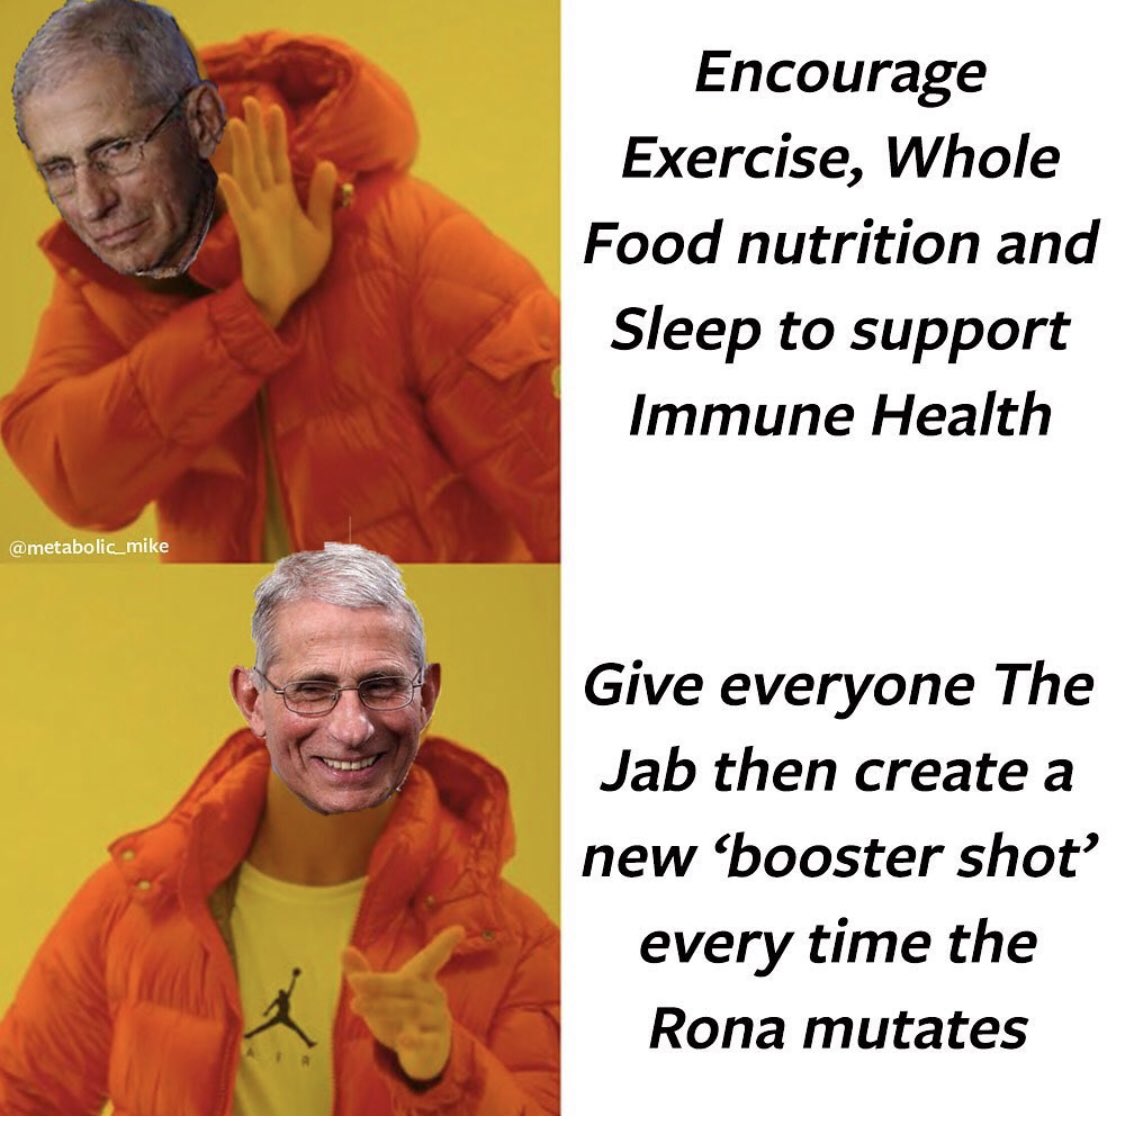 Encourage
Exercise, Whole
Food nutrition and
Sleep to support
Immune Health
@metabolic_mike
Give everyone The
Jab then create a
new ‘booster shot’
every time the
Rona mutates
AIR